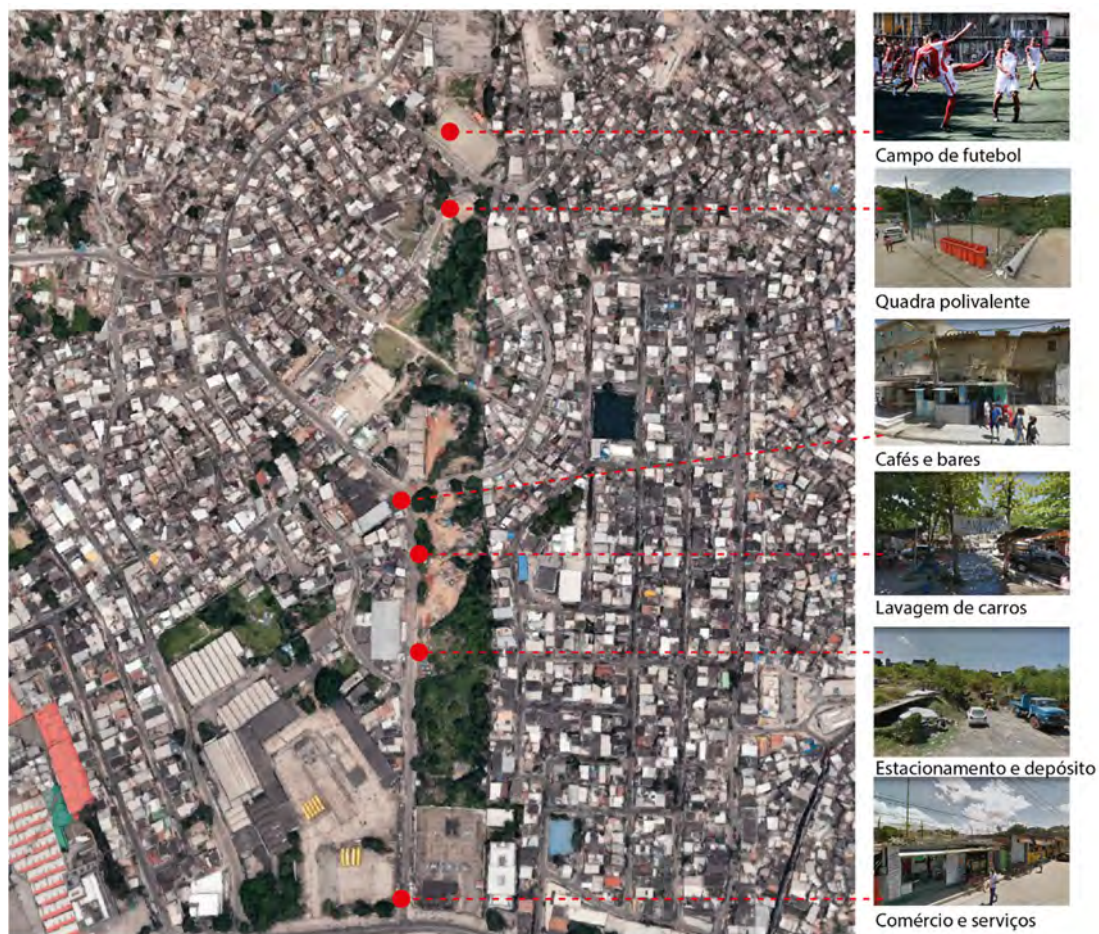 Campo de futebol
Quadra polivalente
Cafés e bares
Lavagem de carros
Estacionamento e depósito
Comércio e serviços